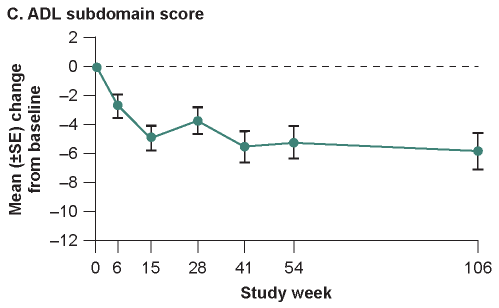 C. ADL subdomain score
Mean (±SE) change
from baseline
2
0
−2
−4
−6
−8
−10
−12
0 6 15 28 41 54 106
Study week